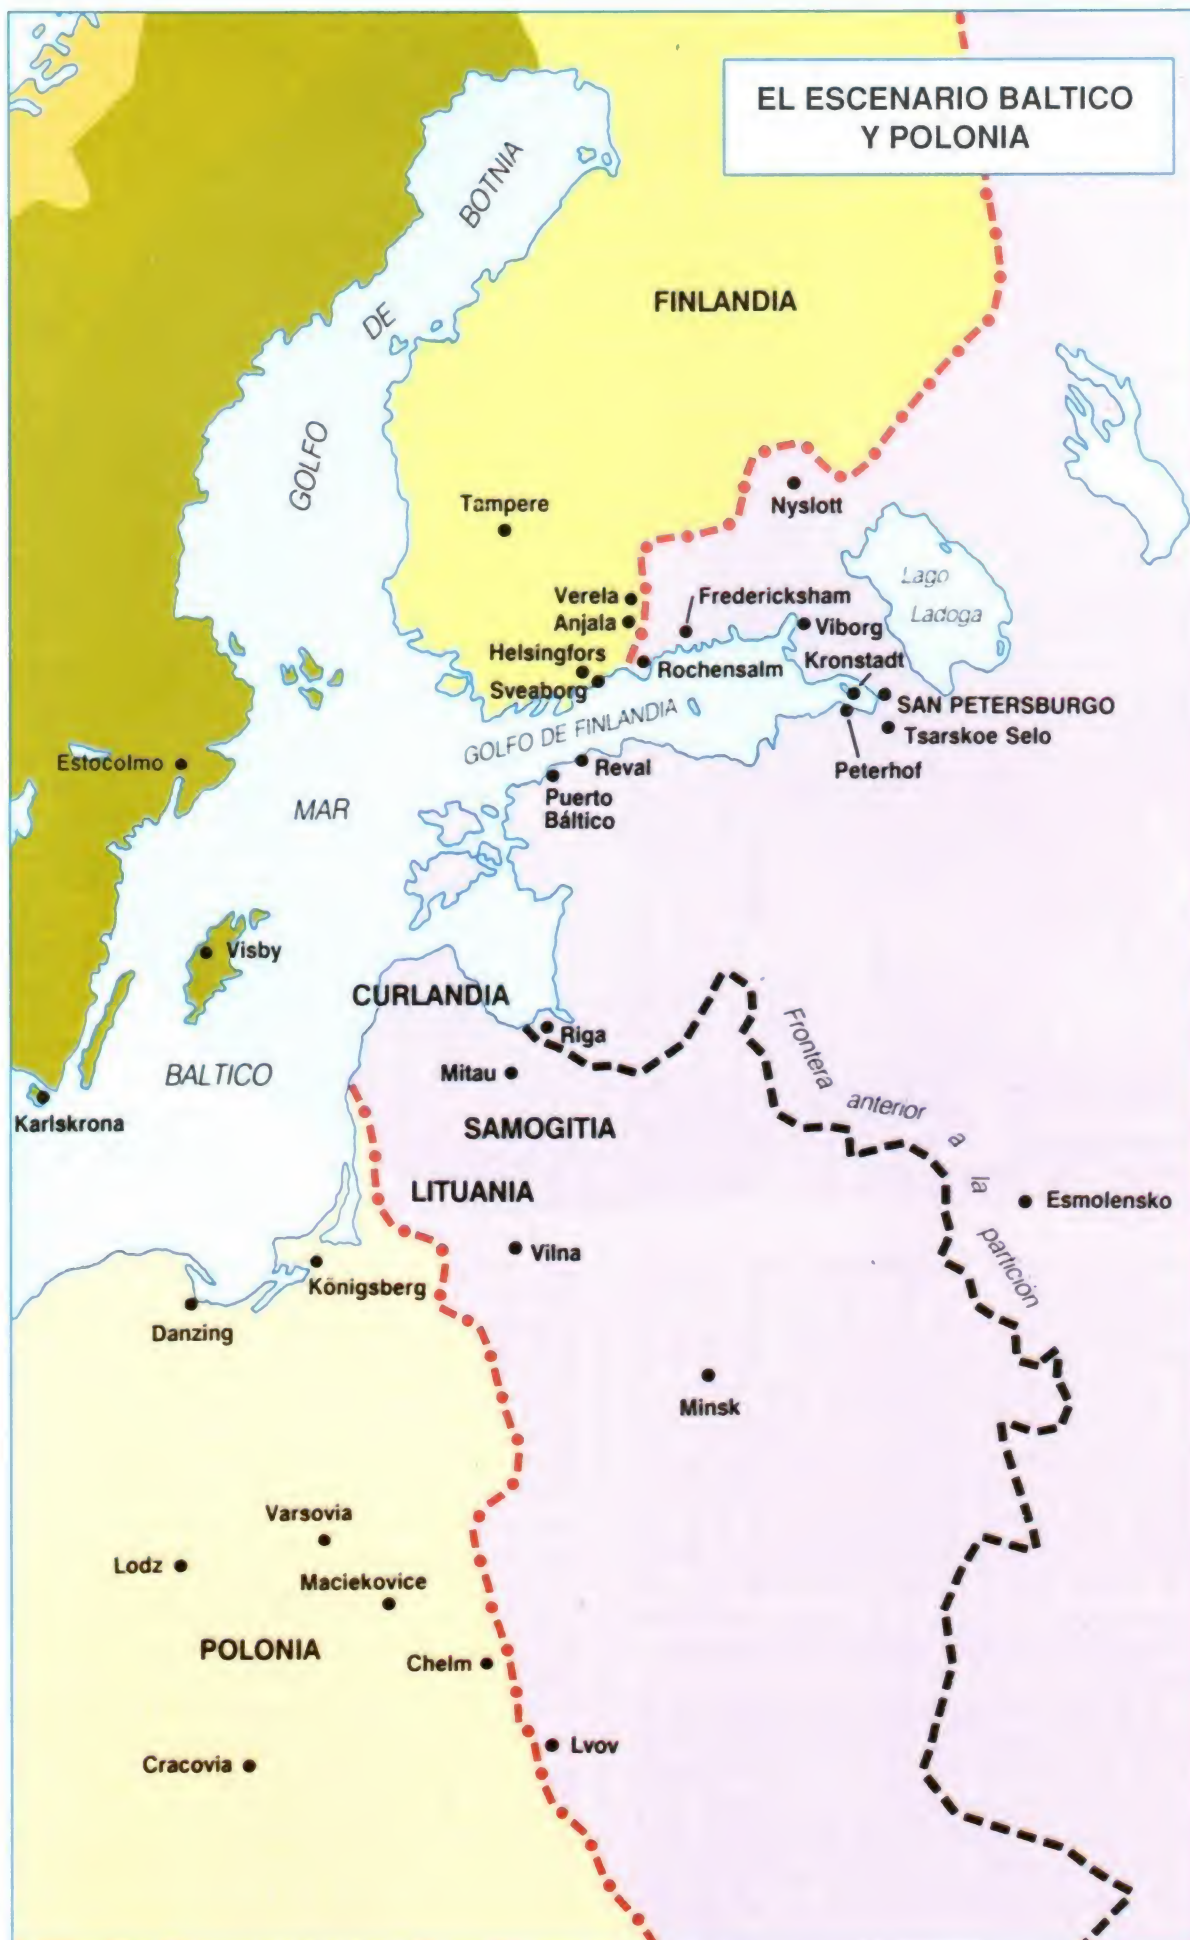 EL ESCENARIO BALTICO
Y POLONIA
BOTNIA
DE
GOLFO
FINLANDIA
Tampere
Nyslott
Lago
Ladoga
Verela
Anjala
Fredericksham
Viborg
Helsingfors
Sveaborg
Rochensalm
Kronstadt
SAN PETERSBURGO
Tsarskoe Selo
Peterhof
GOLFO DE FINLANDIA
Estocolmo
Reval
Puerto
Báltico
MAR
Visby
CURLANDIA
Riga
Mitau
BALTICO
Karlskrona
SAMOGITIA
LITUANIA
Frontera anterior a la partición
Esmolensko
Vilna
Königsberg
Danzing
Minsk
Varsovia
Lodz
Maciekovice
POLONIA
Chelm
Lvov
Cracovia